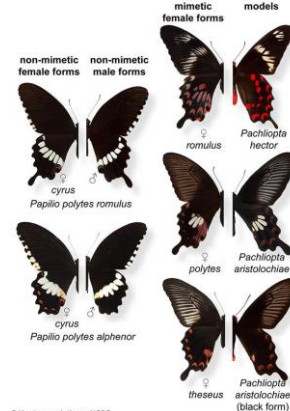 non-mimetic
female forms
non-mimetic
male forms
mimetic
female forms
models
♀
cyrus
♂
Papilio polytes romulus
♀
romulus
Pachliopta
hector
♀
cyrus
♂
Papilio polytes alphenor
♀
polytes
Pachliopta
aristolochiae
♀
theseus
Pachliopta
aristolochiae
(black form)